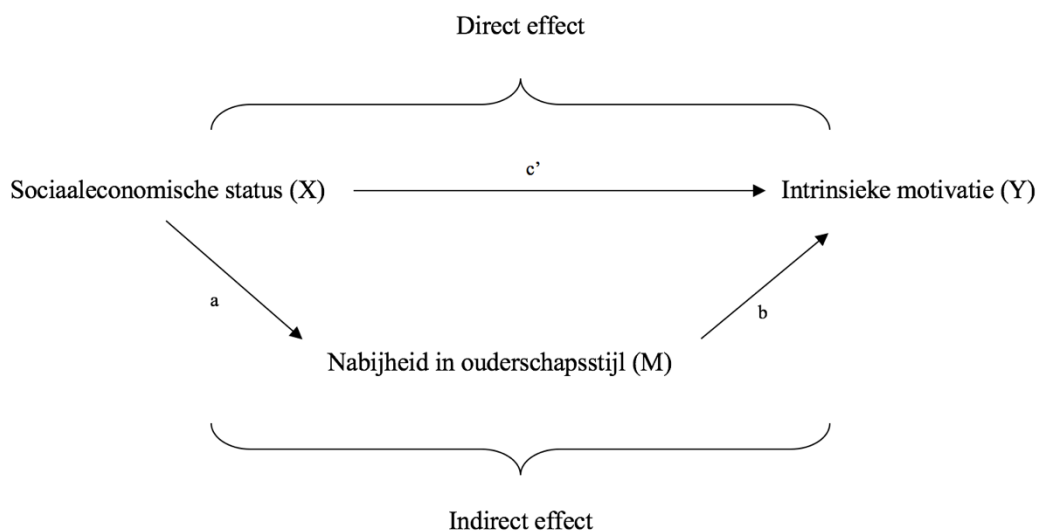 Direct effect
c’
Sociaaleconomische status (X)
Intrinsieke motivatie (Y)
a
b
Nabijheid in ouderschapsstijl (M)
Indirect effect